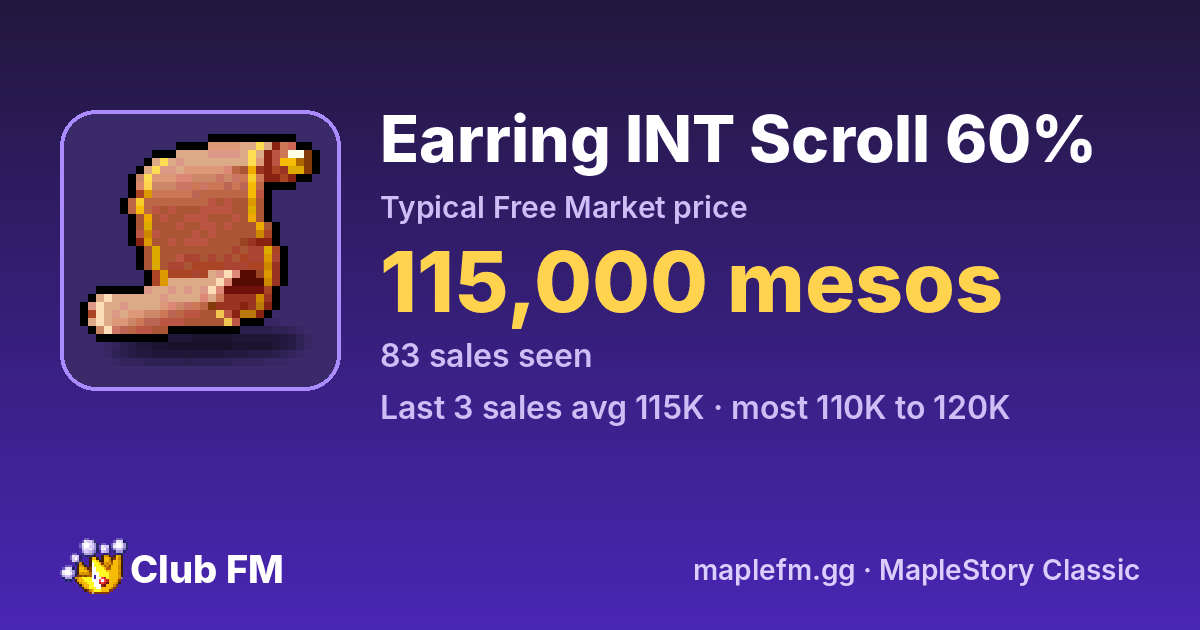 Earring INT Scroll 60%
Typical Free Market price
115,000 mesos
83 sales seen
Last 3 sales avg 115K · most 110K to 120K
Club FM
maplefm.gg · MapleStory Classic